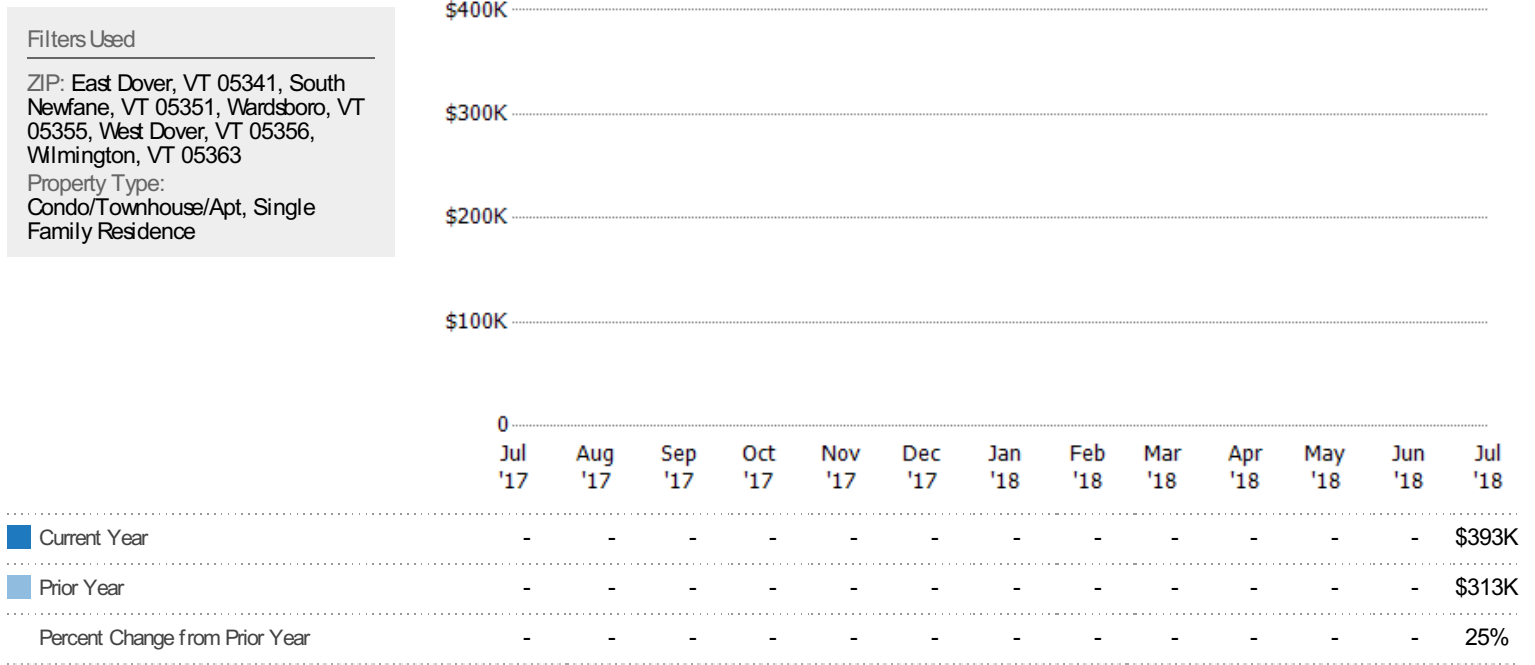 Filters Used
ZIP: East Dover, VT 05341, South
Newfane, VT 05351, Wardsboro, VT
05355, West Dover, VT 05356,
Wilmington, VT 05363
Property Type:
Condo/Townhouse/Apt, Single
Family Residence
$400K
$300K
$200K
$100K
0
Jul '17 Aug '17 Sep '17 Oct '17 Nov '17 Dec '17 Jan '18 Feb '18 Mar '18 Apr '18 May '18 Jun '18 Jul '18
Current Year - - - - - - - - - - - - $393K
Prior Year - - - - - - - - - - - - $313K
Percent Change from Prior Year - - - - - - - - - - - - 25%